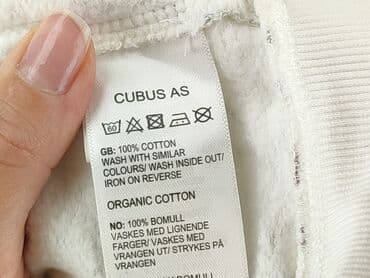 CUBUS AS
60
GB: 100% COTTON
WASH WITH SIMILAR
COLOURS/ WASH INSIDE OUT/
IRON ON REVERSE
ORGANIC COTTON
NO: 100% BOMULL
VASKES MED LIGNENDE
FARGER/ VASKES MED
VRANGEN UT/ STRYKES PÅ
VRANGEN